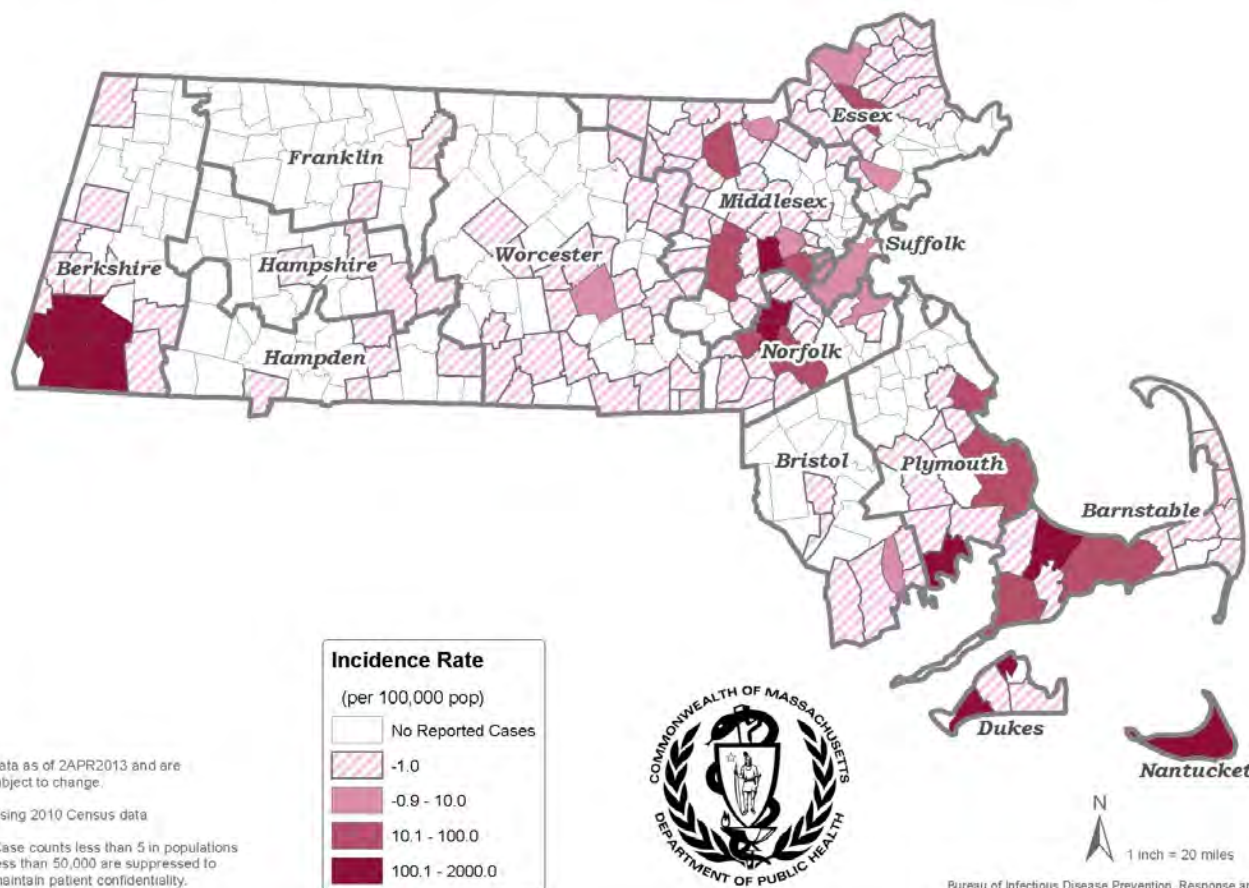 Essex
Franklin
Middlesex
Suffolk
Worcester
Berkshire
Hampshire
Norfolk
Hampden
Bristol
Plymouth
Barnstable
Dukes
Nantucket
Incidence Rate
(per 100,000 pop)
No Reported Cases
-1.0
-0.9 - 10.0
10.1 - 100.0
100.1 - 2000.0
COMMONWEALTH OF MASSACHUSETTS
DEPARTMENT OF PUBLIC HEALTH
N
1 inch = 20 miles
ata as of 2APR2013 and are
bject to change.
sing 2010 Census data
ase counts less than 5 in populations
ess than 50,000 are suppressed to
aintain patient confidentiality.
Bureau of Infectious Disease Prevention, Response a